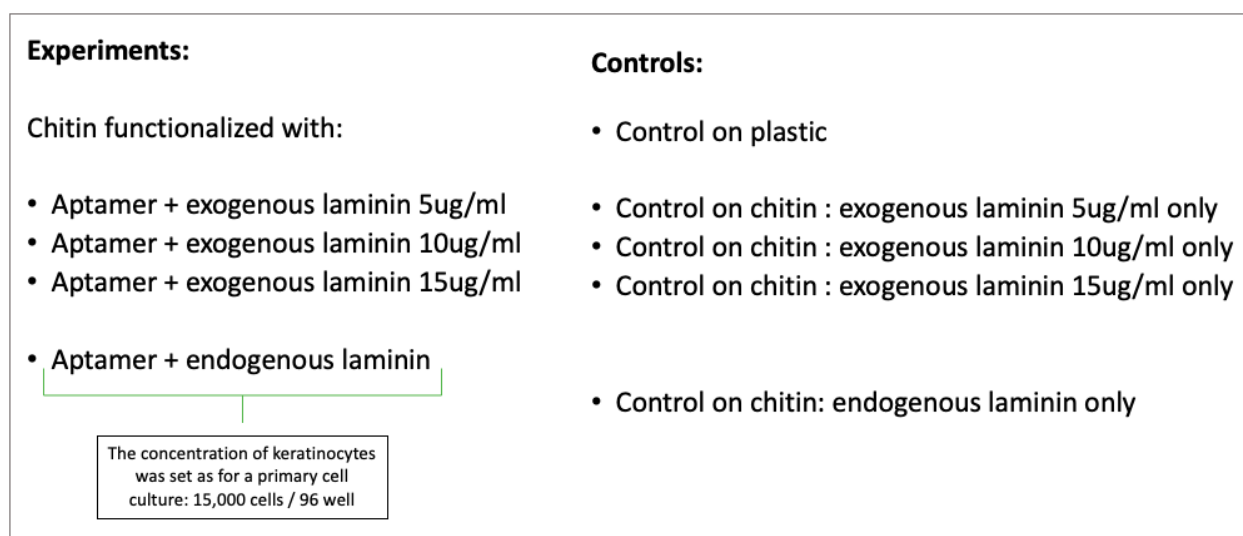 Experiments:
Chitin functionalized with:
• Aptamer + exogenous laminin 5ug/ml
• Aptamer + exogenous laminin 10ug/ml
• Aptamer + exogenous laminin 15ug/ml
• Aptamer + endogenous laminin
The concentration of keratinocytes
was set as for a primary cell
culture: 15,000 cells / 96 well
Controls:
• Control on plastic
• Control on chitin : exogenous laminin 5ug/ml only
• Control on chitin : exogenous laminin 10ug/ml only
• Control on chitin : exogenous laminin 15ug/ml only
• Control on chitin: endogenous laminin only